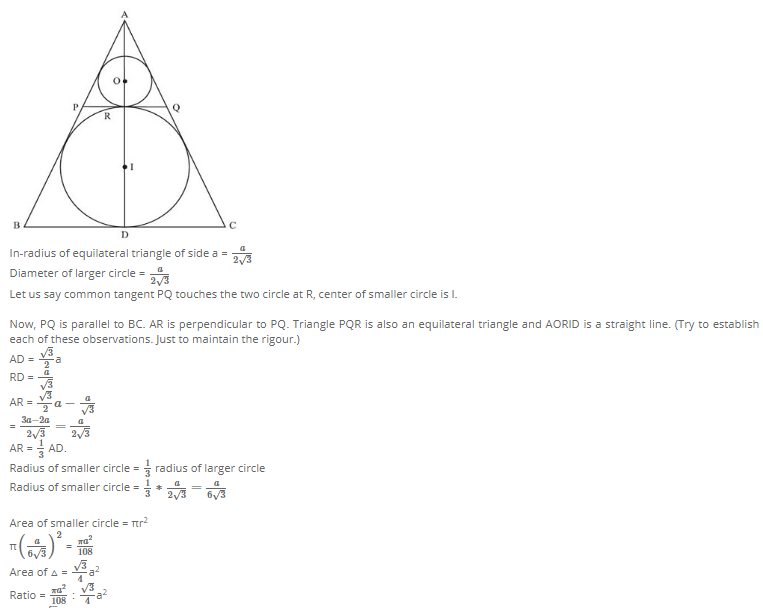 A
O
P Q
R
I
B C
D
In-radius of equilateral triangle of side a = a/(2√3)
Diameter of larger circle = a/(2√3)
Let us say common tangent PQ touches the two circle at R, center of smaller circle is I.
Now, PQ is parallel to BC. AR is perpendicular to PQ. Triangle PQR is also an equilateral triangle and AORID is a straight line. (Try to establish
each of these observations. Just to maintain the rigour.)
AD = √3/2 a
RD = a/√3
AR = √3/2 a − a/√3
= (3a−2a)/(2√3) = a/(2√3)
AR = 1/3 AD.
Radius of smaller circle = 1/3 radius of larger circle
Radius of smaller circle = 1/3 * a/(2√3) = a/(6√3)
Area of smaller circle = πr²
π(a/(6√3))² = πa²/108
Area of △ = √3/4 a²
Ratio = πa²/108 : √3/4 a²